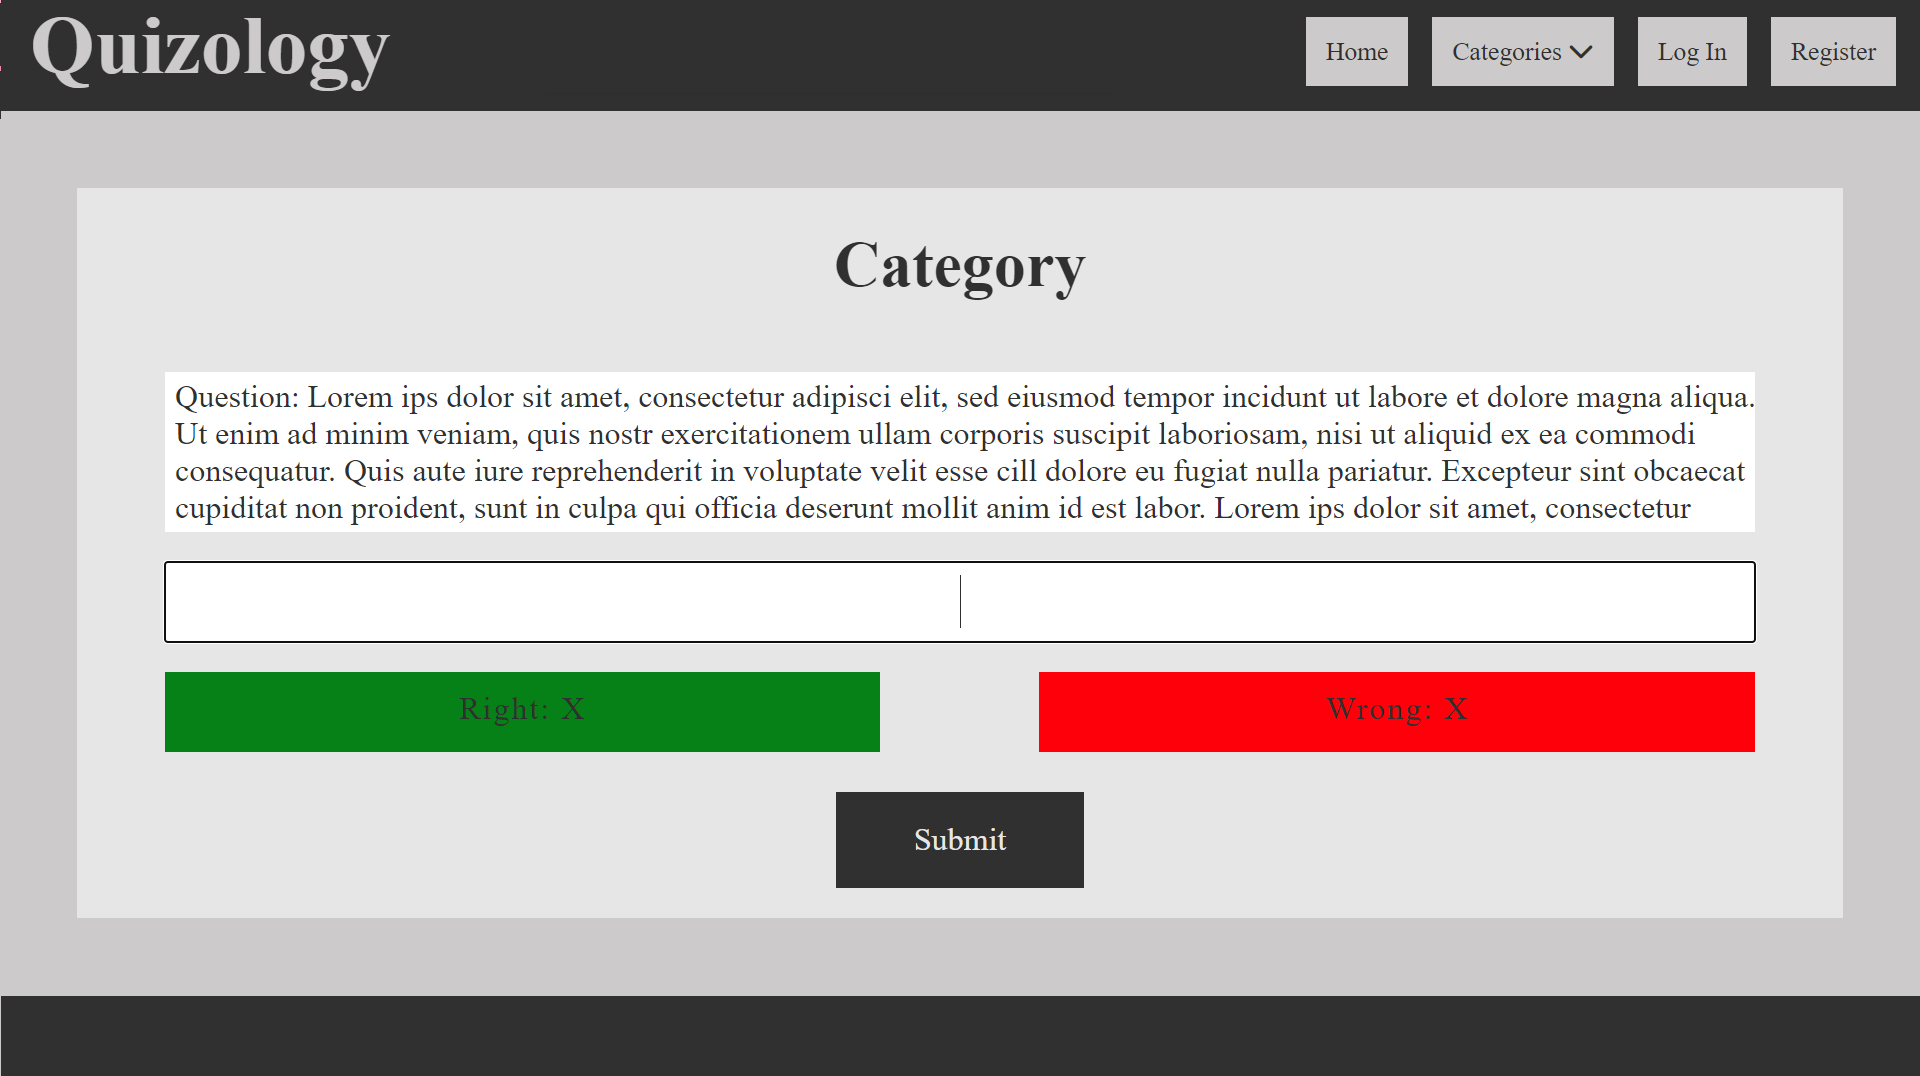 Quizology
Home
Categories
Log In
Register
Category
Question: Lorem ips dolor sit amet, consectetur adipisci elit, sed eiusmod tempor incidunt ut labore et dolore magna aliqua.
Ut enim ad minim veniam, quis nostr exercitationem ullam corporis suscipit laboriosam, nisi ut aliquid ex ea commodi
consequatur. Quis aute iure reprehenderit in voluptate velit esse cill dolore eu fugiat nulla pariatur. Excepteur sint obcaecat
cupiditat non proident, sunt in culpa qui officia deserunt mollit anim id est labor. Lorem ips dolor sit amet, consectetur
Right: X
Wrong: X
Submit